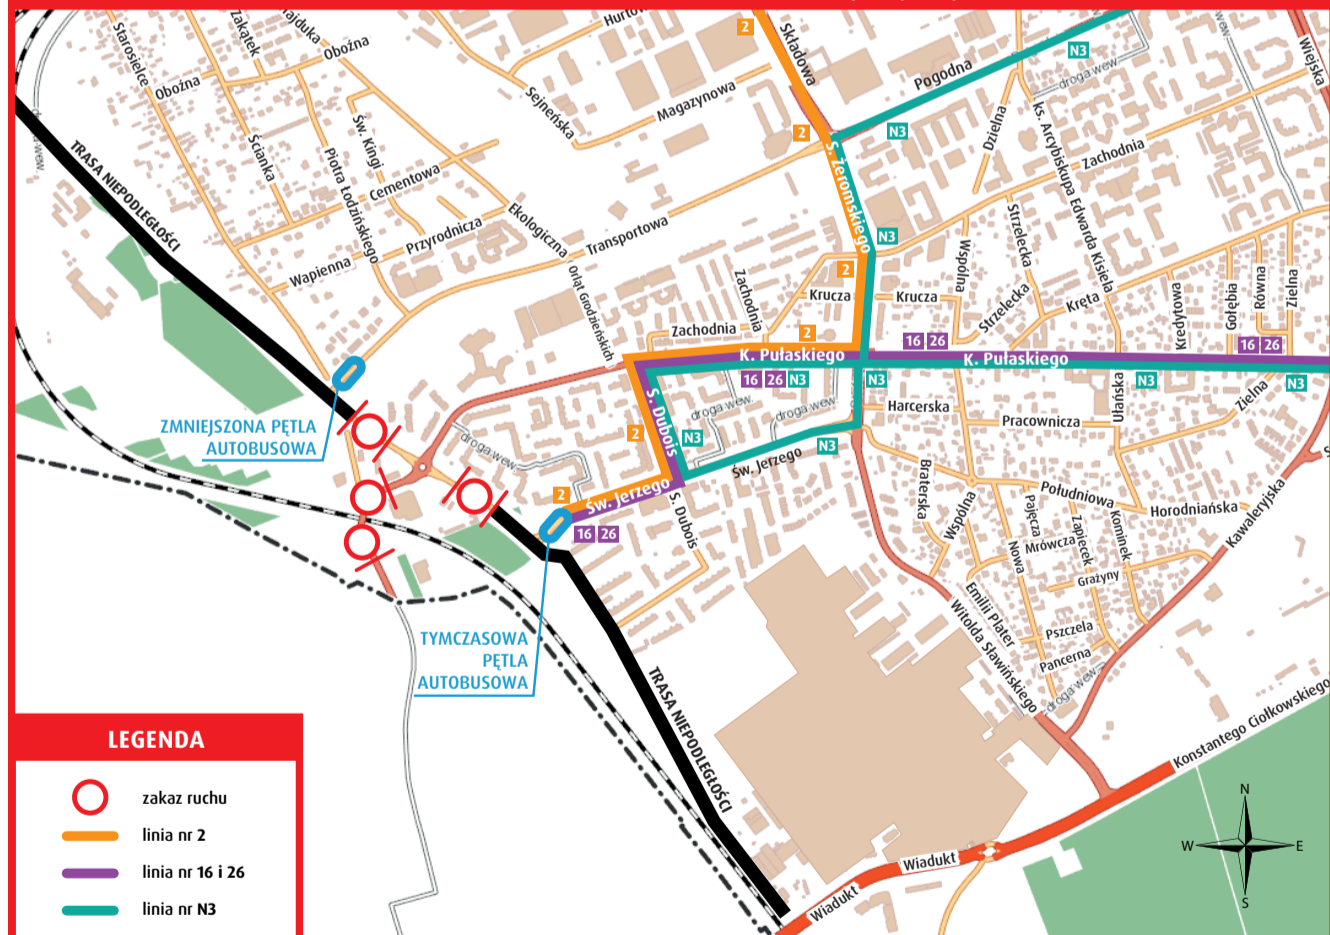 2
Składowa
Hurtow
Zakątek
Hajduka
Starosielce
Oboźna
Oboźna
Sejneńska
Magazynowa
Pogodna
N3
droga wew.
Wiejska
2
N3
S. Żeromskiego
Dzielna
ks. Arcybiskupa Edwarda Kisiela
Zachodnia
Ścianka
Św. Kingi
Piotra Łodzińskiego
Cementowa
TRASA NIEPODLEGŁOŚCI
Przyrodnicza
Wapienna
Ekologiczna
Transportowa
Orląt Grodzieńskich
N3
2
Strzelecka
Wspólna
Krucza
Krucza
Strzelecka
Kręta
Kredytowa
Gołębia
Równa
Zielna
Zachodnia
Zachodnia
2
K. Pułaskiego
16 26
K. Pułaskiego
16 26
16 26 N3
N3
N3
N3
S. Dubois
droga wew.
droga wew.
Harcerska
Pracownicza
Ulańska
Zielna
ZMNIEJSZONA PĘTLA
AUTOBUSOWA
2
N3
N3
droga wew.
Św. Jerzego
2
Św. Jerzego
16 26
S. Dubois
Braterska
Wspólna
Południowa
Pajęcza
Zapiecek
Kominek
Horodniańska
Kawaleryjska
Nowa
Mrówcza
Grażyny
Emilii Plater
Pszczela
Pancerna
droga wew.
Witolda Sławińskiego
TYMCZASOWA
PĘTLA
AUTOBUSOWA
TRASA NIEPODLEGŁOŚCI
Konstantego Ciołkowskiego
Wiadukt
Wiadukt
N
W E
S
LEGENDA
zakaz ruchu
linia nr 2
linia nr 16 i 26
linia nr N3